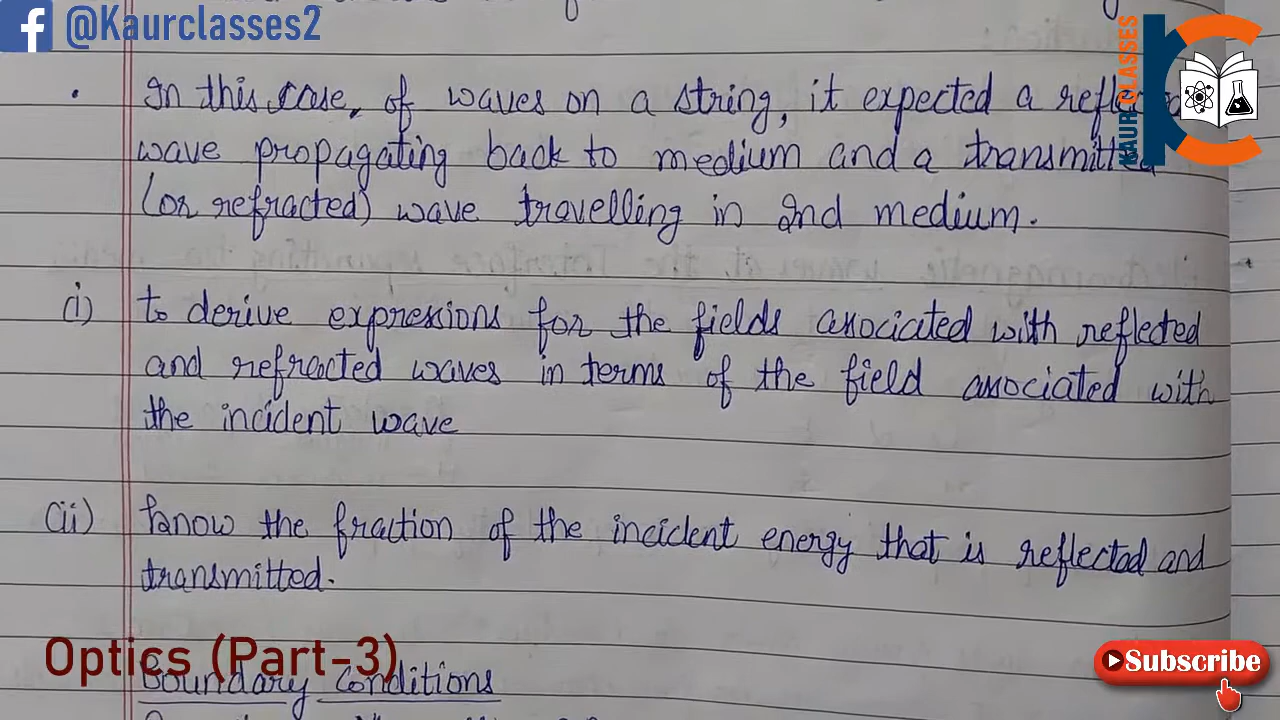 @Kaurclasses2
KAUR CLASSES
. In this case, of waves on a string, it expected a reflected
wave propagating back to medium and a transmitted
(or refracted) wave travelling in 2nd medium.
(i) to derive expressions for the fields associated with reflected
and refracted waves in terms of the field associated with
the incident wave
(ii) know the fraction of the incident energy that is reflected and
transmitted.
Optics (Part-3)
Boundary Conditions
Subscribe